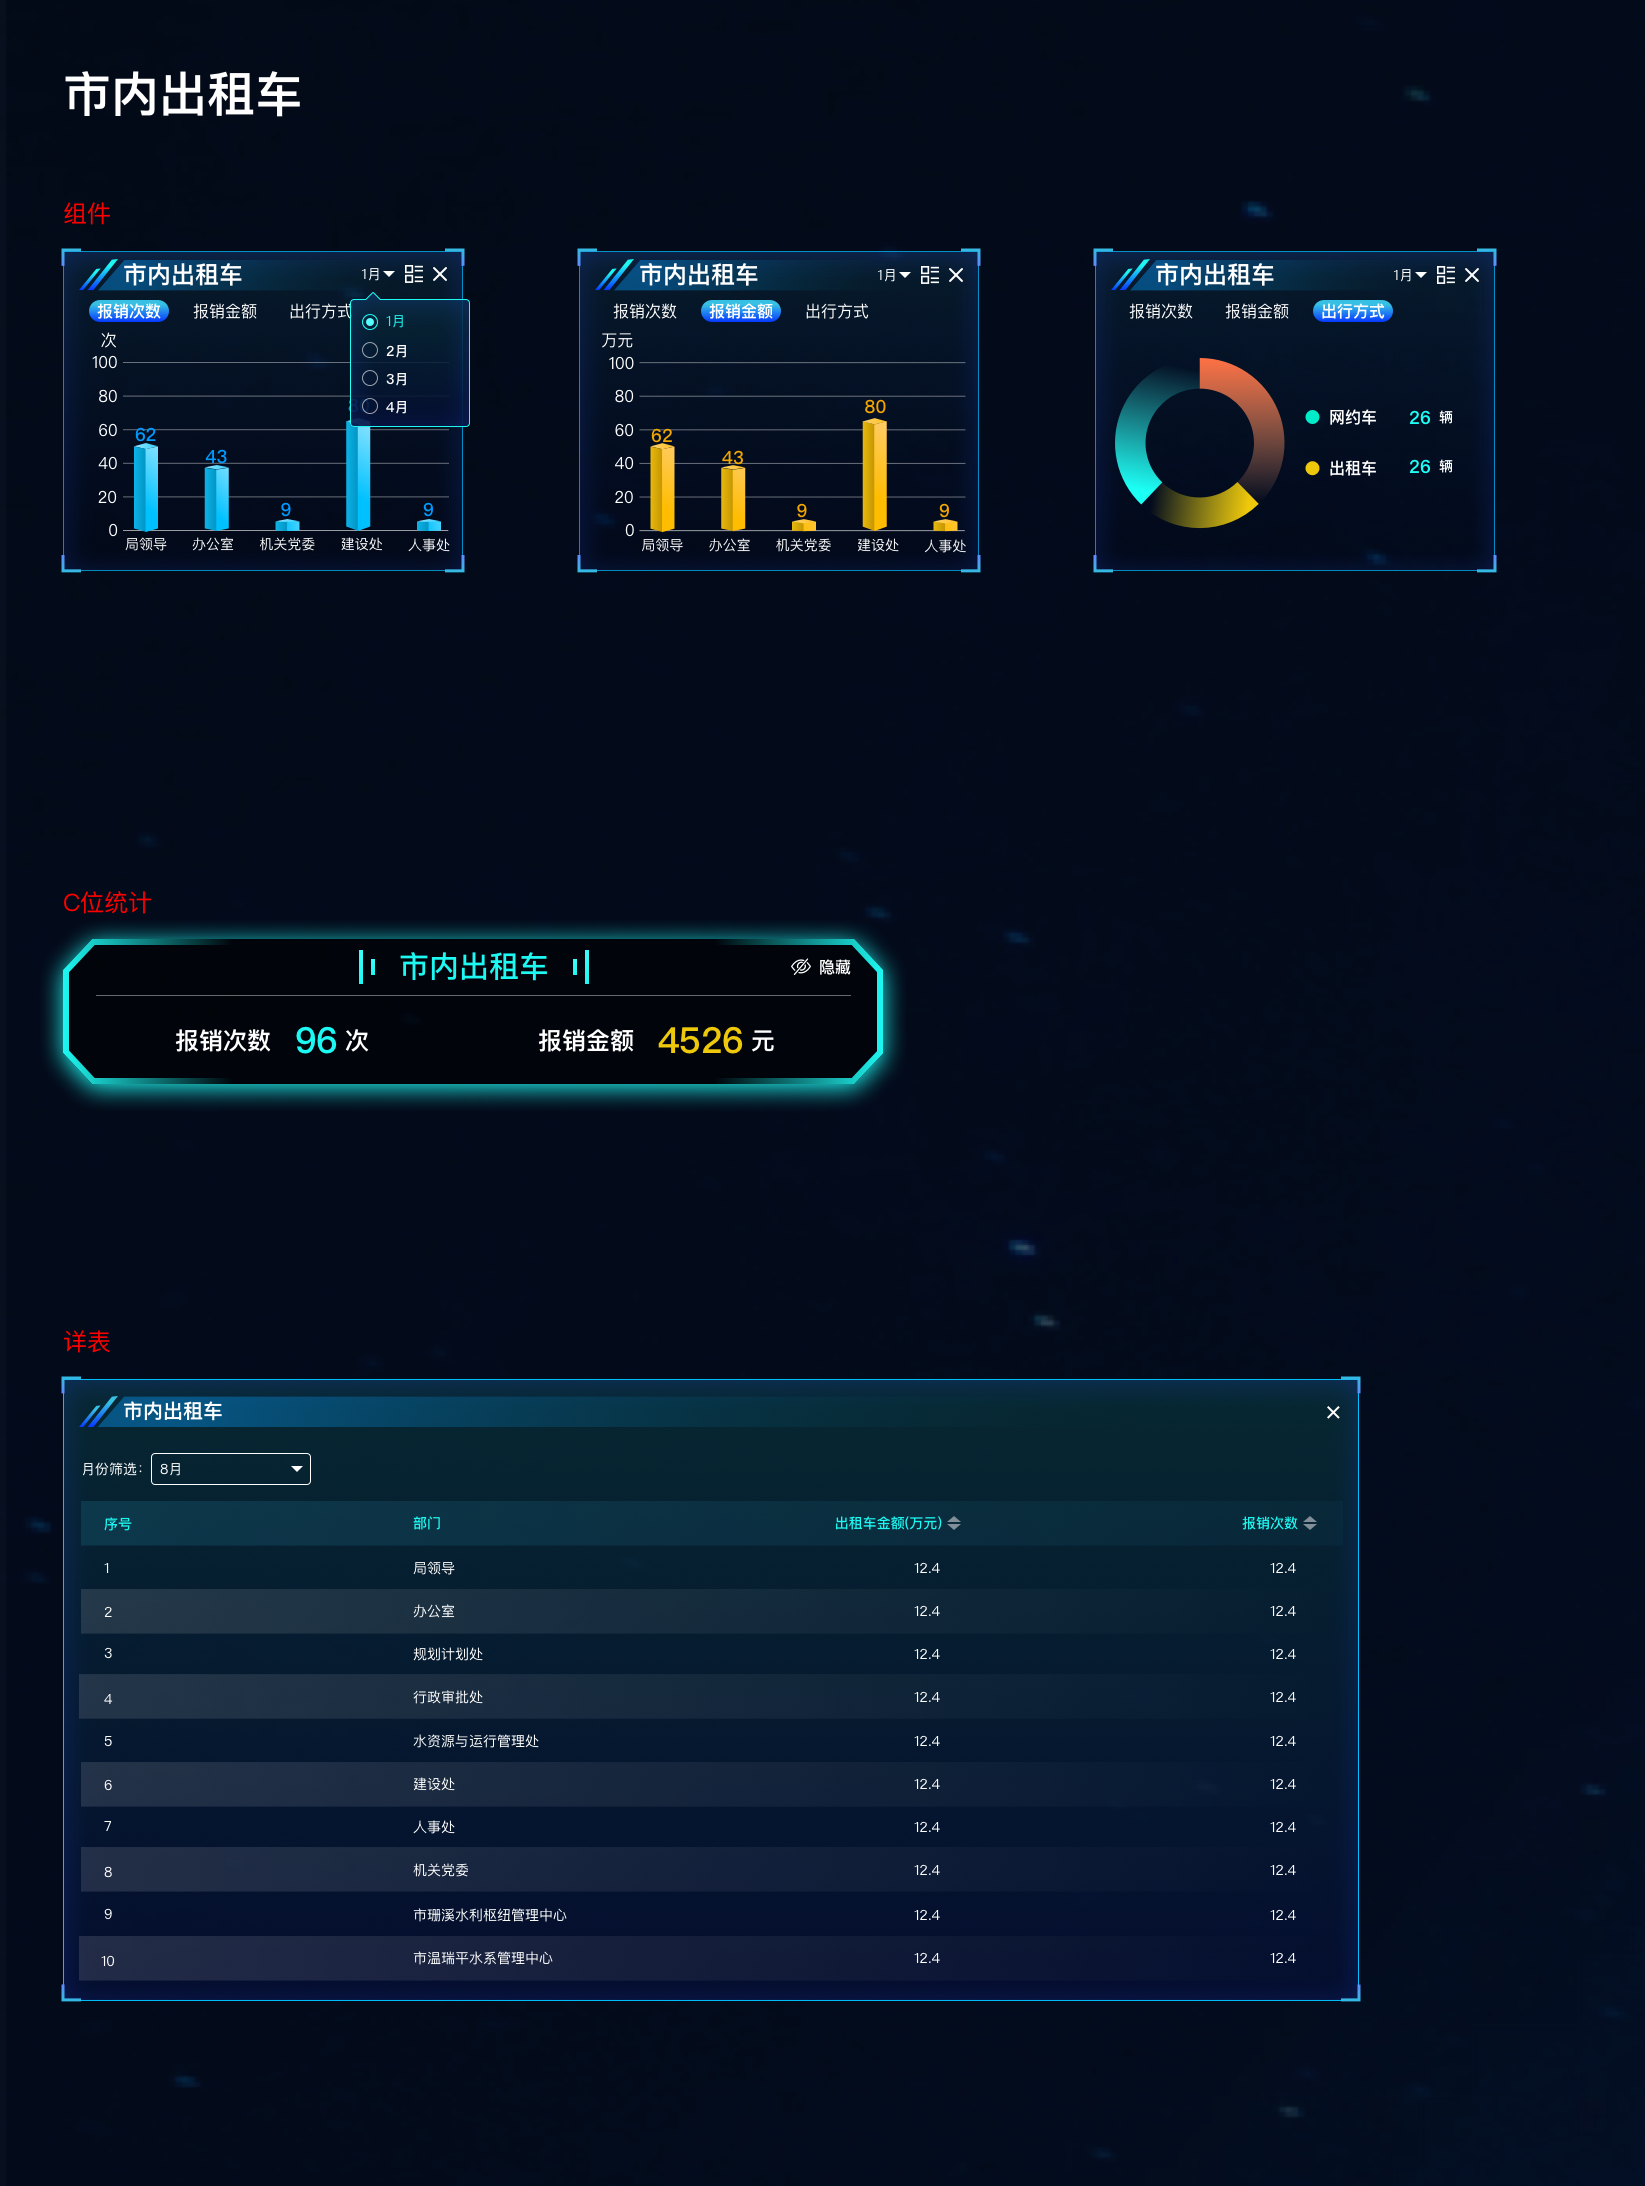 市内出租车
组件
市内出租车
1月
报销次数 报销金额 出行方式
1月
2月
3月
4月
次
100
80
60
40
20
0
62 43 9 9
局领导 办公室 机关党委 建设处 人事处
市内出租车
1月
报销次数 报销金额 出行方式
万元
100
80
60
40
20
0
62 43 9 80 9
局领导 办公室 机关党委 建设处 人事处
市内出租车
1月
报销次数 报销金额 出行方式
网约车 26 辆
出租车 26 辆
C位统计
市内出租车
隐藏
报销次数 96 次 报销金额 4526 元
详表
市内出租车
月份筛选: 8月
序号 部门 出租车金额(万元) 报销次数
1 局领导 12.4 12.4
2 办公室 12.4 12.4
3 规划计划处 12.4 12.4
4 行政审批处 12.4 12.4
5 水资源与运行管理处 12.4 12.4
6 建设处 12.4 12.4
7 人事处 12.4 12.4
8 机关党委 12.4 12.4
9 市珊溪水利枢纽管理中心 12.4 12.4
10 市温瑞平水系管理中心 12.4 12.4